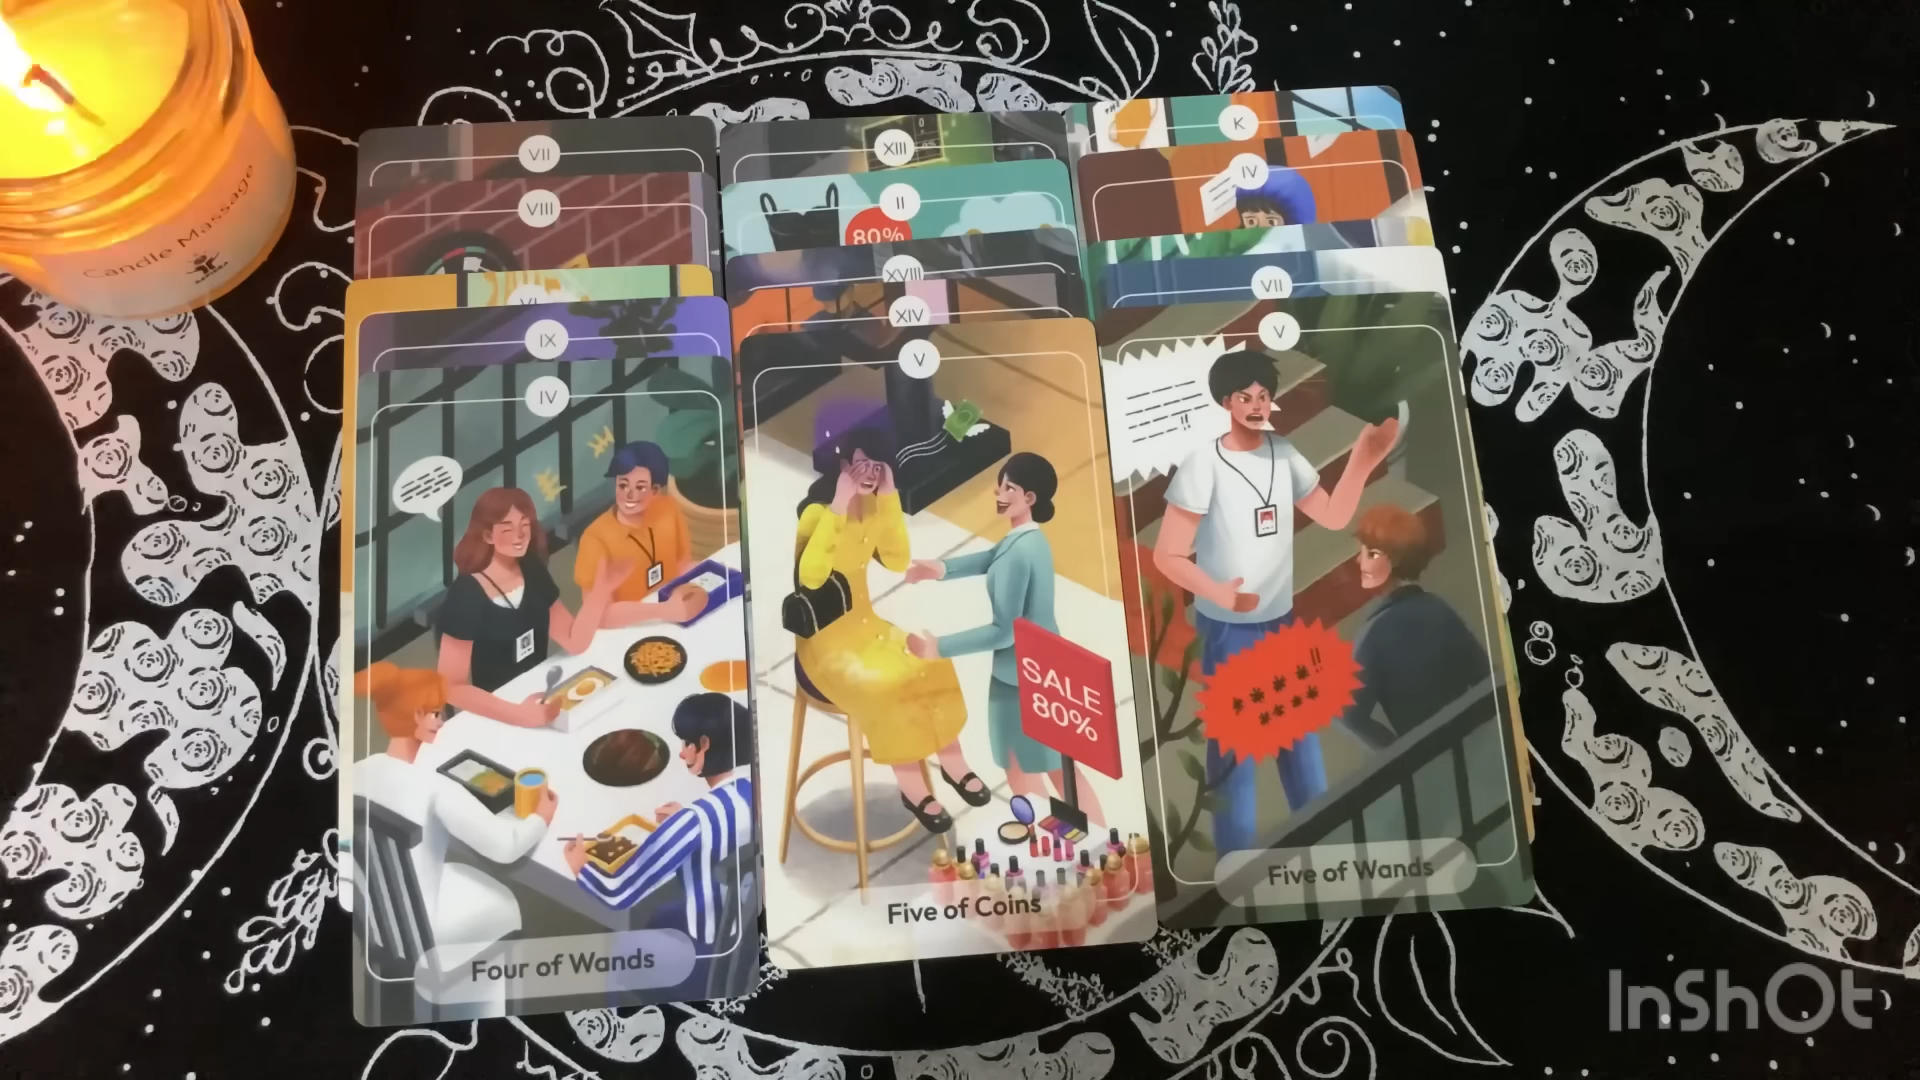 Candle Massage
VII
VIII
VI
IX
IV
Four of Wands
XIII
II
80%
XVIII
XIV
V
SALE
80%
Five of Coins
K
IV
VII
V
Five of Wands
InShOt